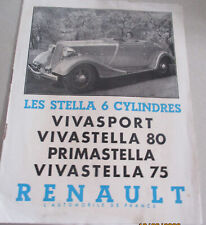 LES STELLA 6 CYLINDRES
VIVASPORT
VIVASTELLA 80
PRIMASTELLA
VIVASTELLA 75
RENAULT
L'AUTOMOBILE DE FRANCE